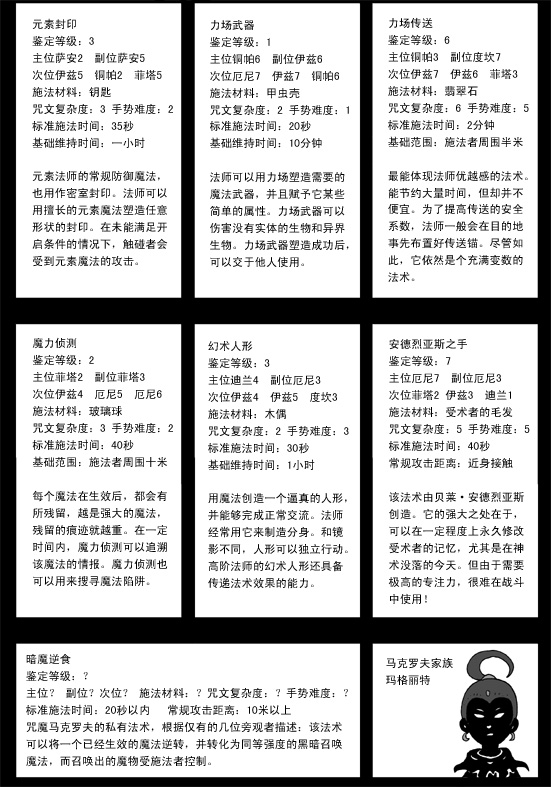 元素封印
鉴定等级：3
主位萨安2 副位萨安5
次位伊兹5 铜帕2 菲塔5
施法材料：钥匙
咒文复杂度：3 手势难度：2
标准施法时间：35秒
基础维持时间：一小时
元素法师的常规防御魔法，
也用作密室封印。法师可以
用擅长的元素魔法塑造任意
形状的封印。在未能满足开
启条件的情况下，触碰者会
受到元素魔法的攻击。
力场武器
鉴定等级：1
主位铜帕6 副位伊兹6
次位厄尼7 伊兹7 铜帕6
施法材料：甲虫壳
咒文复杂度：2 手势难度：1
标准施法时间：20秒
基础维持时间：10分钟
法师可以用力场塑造需要的
魔法武器，并且赋予它某些
简单的属性。力场武器可以
伤害没有实体的生物和异界
生物。力场武器塑造成功后，
可以交于他人使用。
力场传送
鉴定等级：6
主位铜帕3 副位度坎7
次位伊兹7 伊兹6 菲塔3
施法材料：翡翠石
咒文复杂度：6 手势难度：5
标准施法时间：2分钟
基础范围：施法者周围半米
最能体现法师优越感的法术。
能节约大量时间，但却并不
便宜。为了提高传送的安全
系数，法师一般会在目的地
事先布置好传送锚。尽管如
此，它依然是个充满变数的
法术。
魔力侦测
鉴定等级：2
主位菲塔2 副位菲塔3
次位伊兹4 厄尼5 厄尼6
施法材料：玻璃球
咒文复杂度：3 手势难度：2
标准施法时间：40秒
基础范围：施法者周围十米
每个魔法在生效后，都会有
所残留，越是强大的魔法，
残留的痕迹就越重。在一定
时间内，魔力侦测可以追溯
该魔法的情报。魔力侦测也
可以用来搜寻魔法陷阱。
幻术人形
鉴定等级：3
主位迪兰4 副位厄尼3
次位伊兹4 伊兹5 度坎3
施法材料：木偶
咒文复杂度：2 手势难度：3
标准施法时间：30秒
基础维持时间：1小时
用魔法创造一个逼真的人形，
并能够完成正常交流。法师
经常用它来制造分身。和镜
影不同，人形可以独立行动。
高阶法师的幻术人形还具备
传递法术效果的能力。
安德烈亚斯之手
鉴定等级：7
主位厄尼7 副位厄尼3
次位菲塔2 伊兹3 迪兰1
施法材料：受术者的毛发
咒文复杂度：5 手势难度：5
标准施法时间：40秒
常规攻击距离：近身接触
该法术由贝莱·安德烈亚斯
创造。它的强大之处在于，
可以在一定程度上永久修改
受术者的记忆，尤其是在神
术没落的今天。但由于需要
极高的专注力，很难在战斗
中使用！
暗魔逆食
鉴定等级：？
主位？ 副位？次位？ 施法材料：？咒文复杂度：？手势难度：？
标准施法时间：20秒以内 常规攻击距离：10米以上
咒魔马克罗夫的私有法术，根据仅有的几位旁观者描述：该法术
可以将一个已经生效的魔法逆转，并转化为同等强度的黑暗召唤
魔法，而召唤出的魔物受施法者控制。
马克罗夫家族
玛格丽特